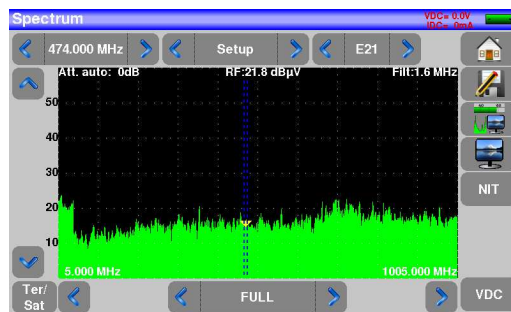 Spectrum
VDC= 0.0V
IDC= 0mA
474.000 MHz
Setup
E21
Att. auto: 0dB
RF:21.8 dBµV
Filt:1.6 MHz
50
40
30
20
10
5.000 MHz
1005.000 MHz
NIT
Ter/
Sat
FULL
VDC